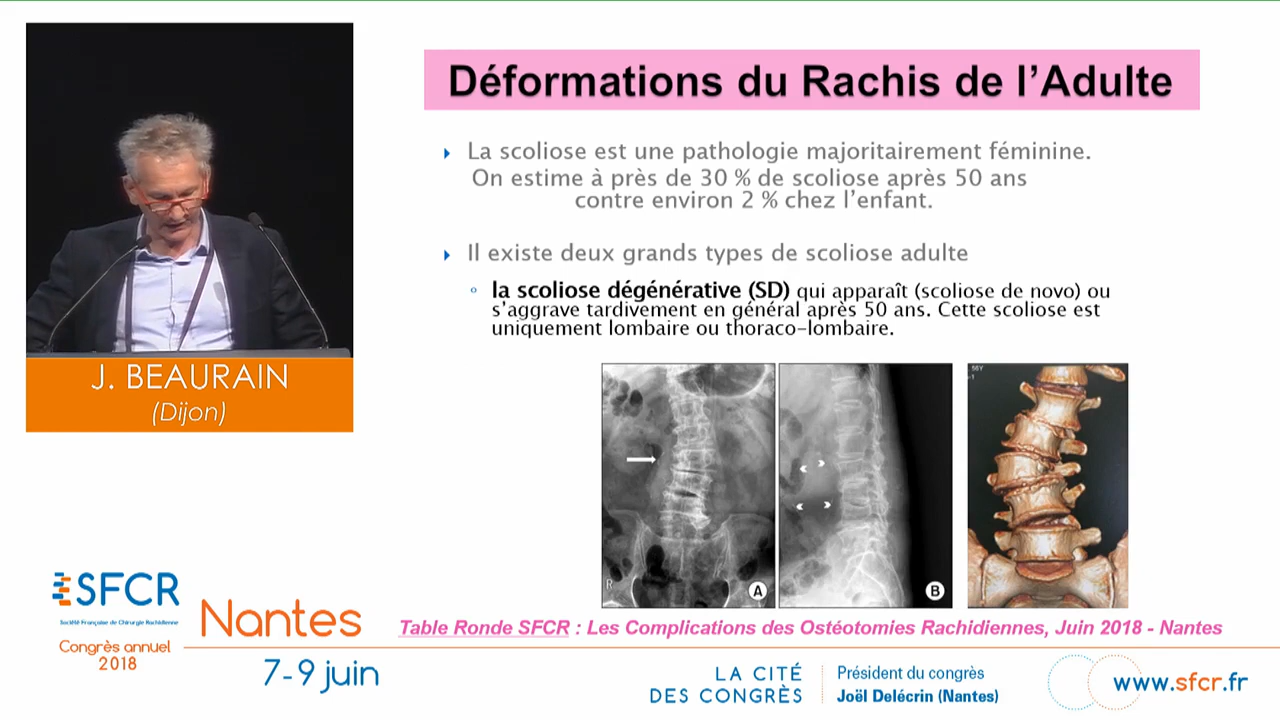 Déformations du Rachis de l’Adulte
La scoliose est une pathologie majoritairement féminine.
On estime à près de 30 % de scoliose après 50 ans
contre environ 2 % chez l’enfant.
Il existe deux grands types de scoliose adulte
la scoliose dégénérative (SD) qui apparaît (scoliose de novo) ou
s’aggrave tardivement en général après 50 ans. Cette scoliose est
uniquement lombaire ou thoraco-lombaire.
J. BEAURAIN
(Dijon)
R
A
B
56Y
Table Ronde SFCR : Les Complications des Ostéotomies Rachidiennes, Juin 2018 - Nantes
SFCR
Société Française de Chirurgie Rachidienne
Congrès annuel
2018
Nantes
7-9 juin
LA CITÉ
DES CONGRÈS
Président du congrès
Joël Delécrin (Nantes)
www.sfcr.fr